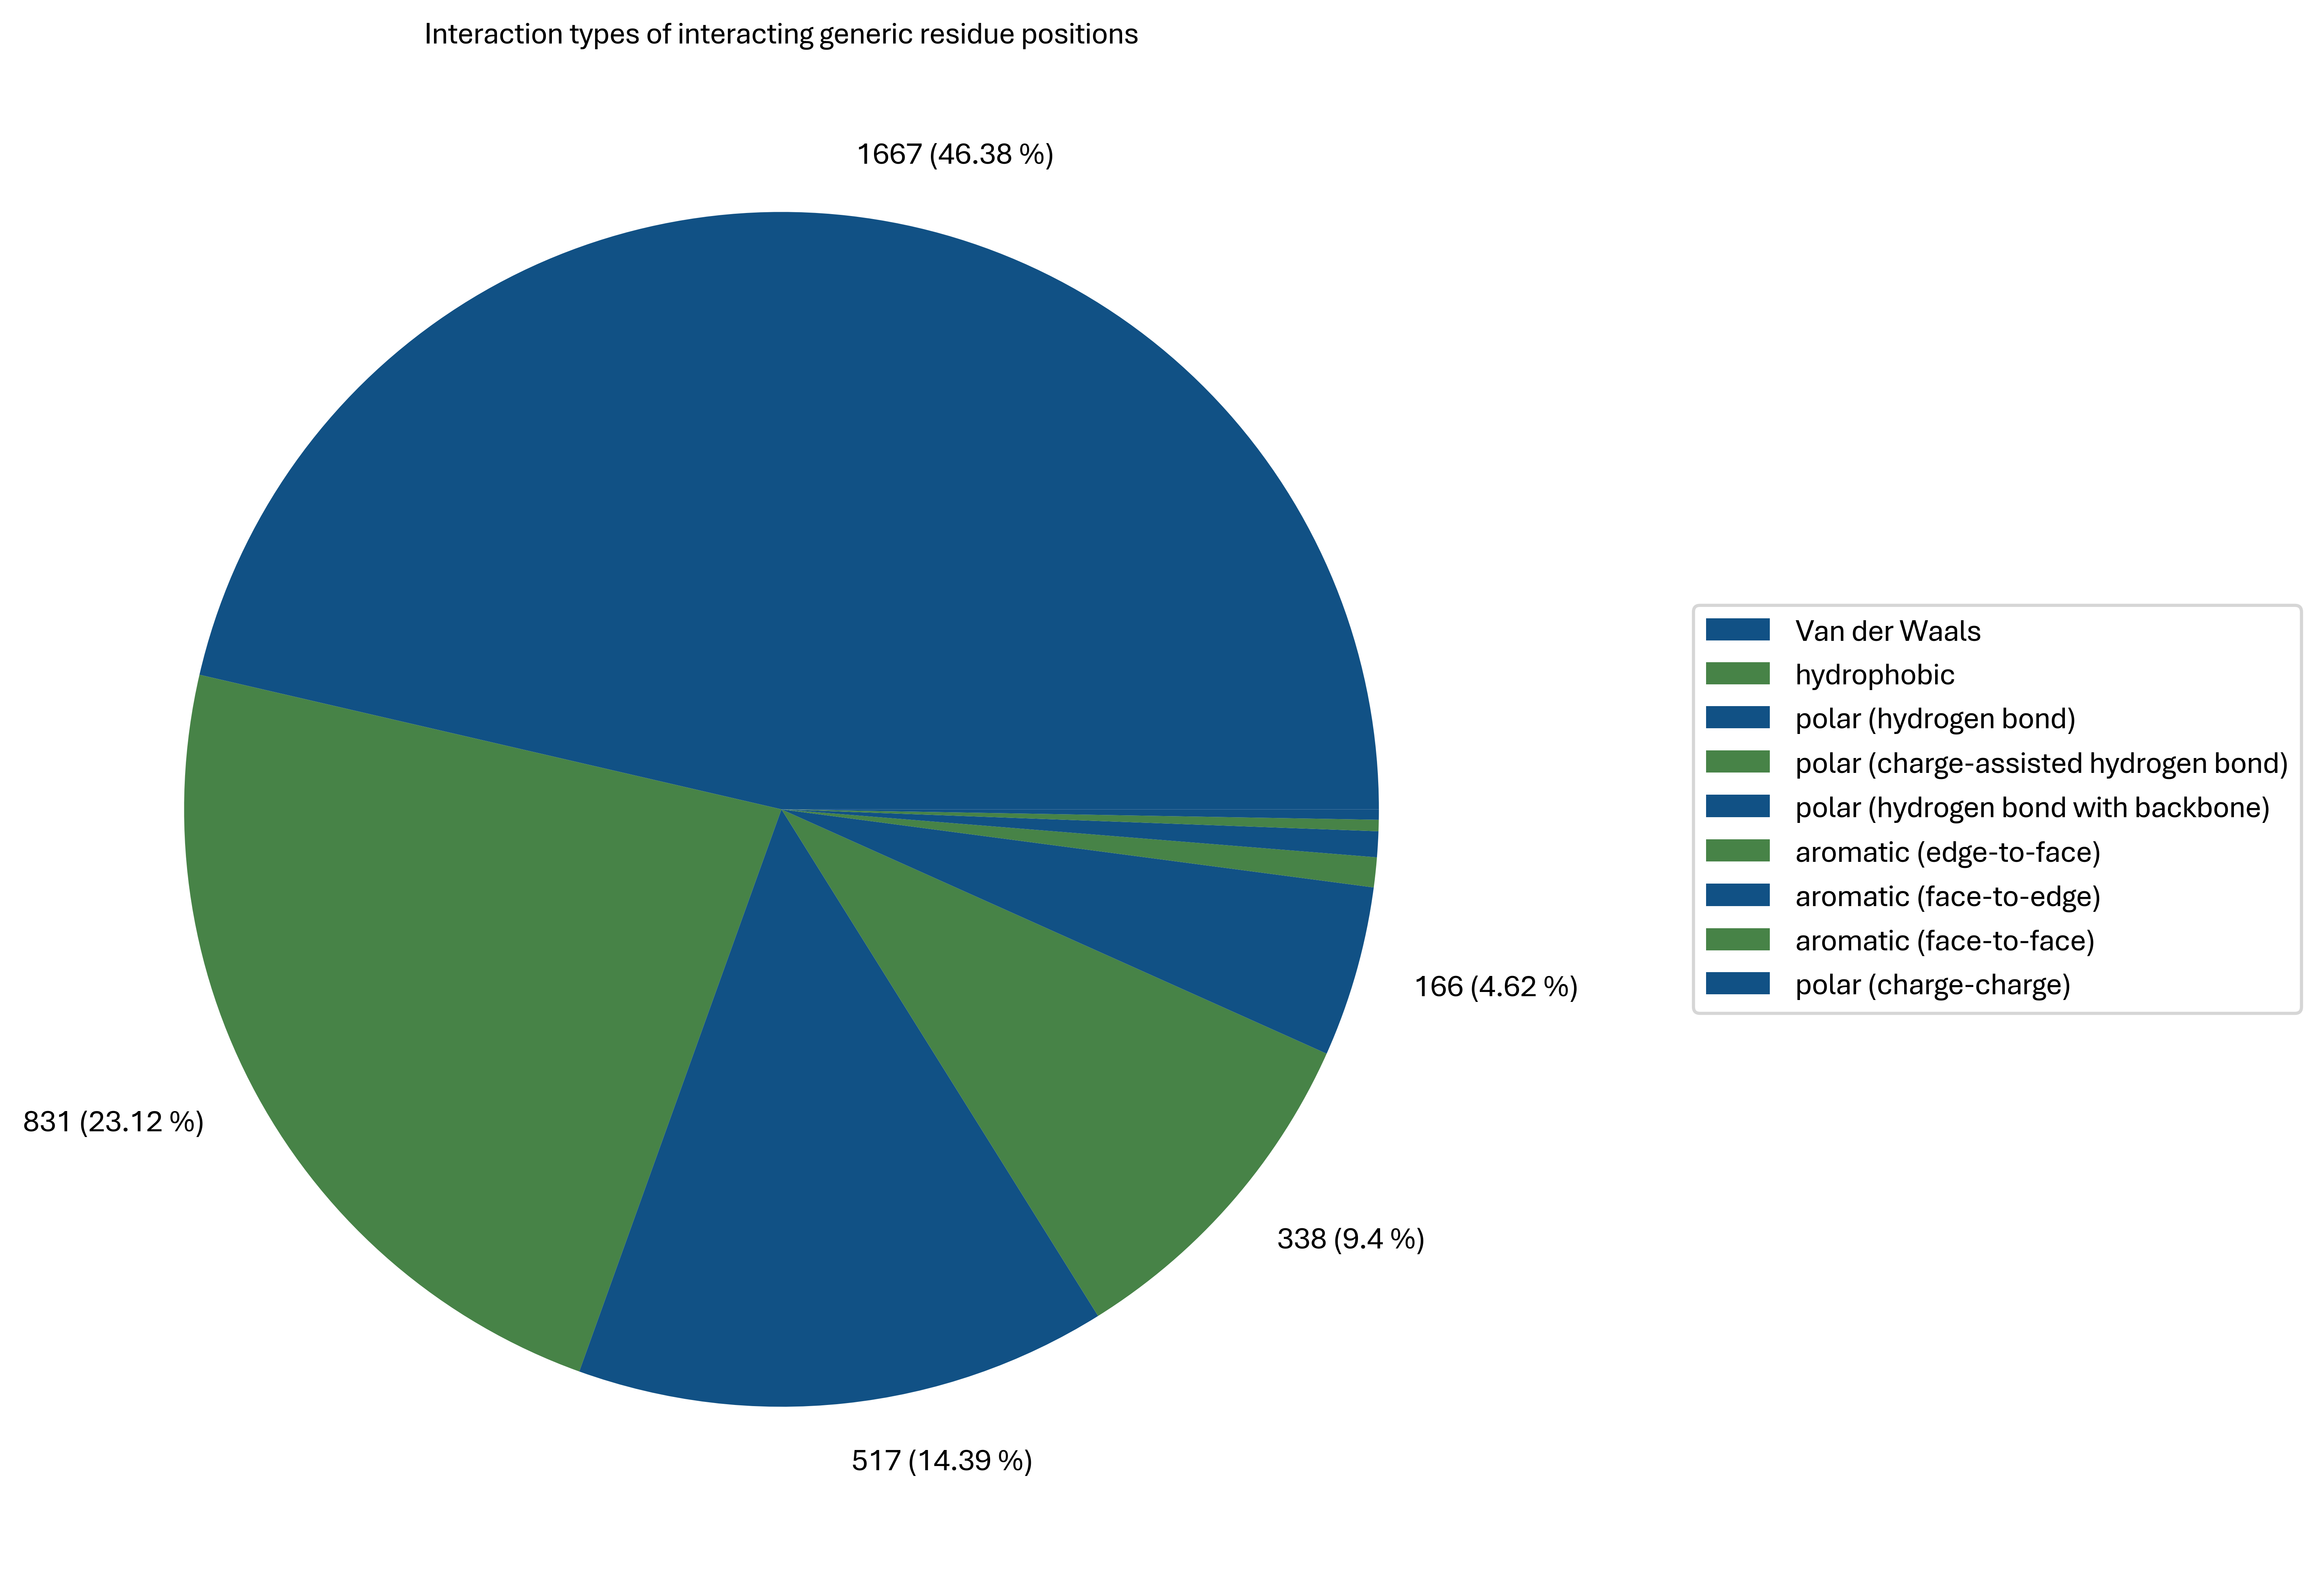 Interaction types of interacting generic residue positions
1667 (46.38 %)
Van der Waals
hydrophobic
polar (hydrogen bond)
polar (charge-assisted hydrogen bond)
polar (hydrogen bond with backbone)
aromatic (edge-to-face)
aromatic (face-to-edge)
aromatic (face-to-face)
polar (charge-charge)
166 (4.62 %)
831 (23.12 %)
338 (9.4 %)
517 (14.39 %)